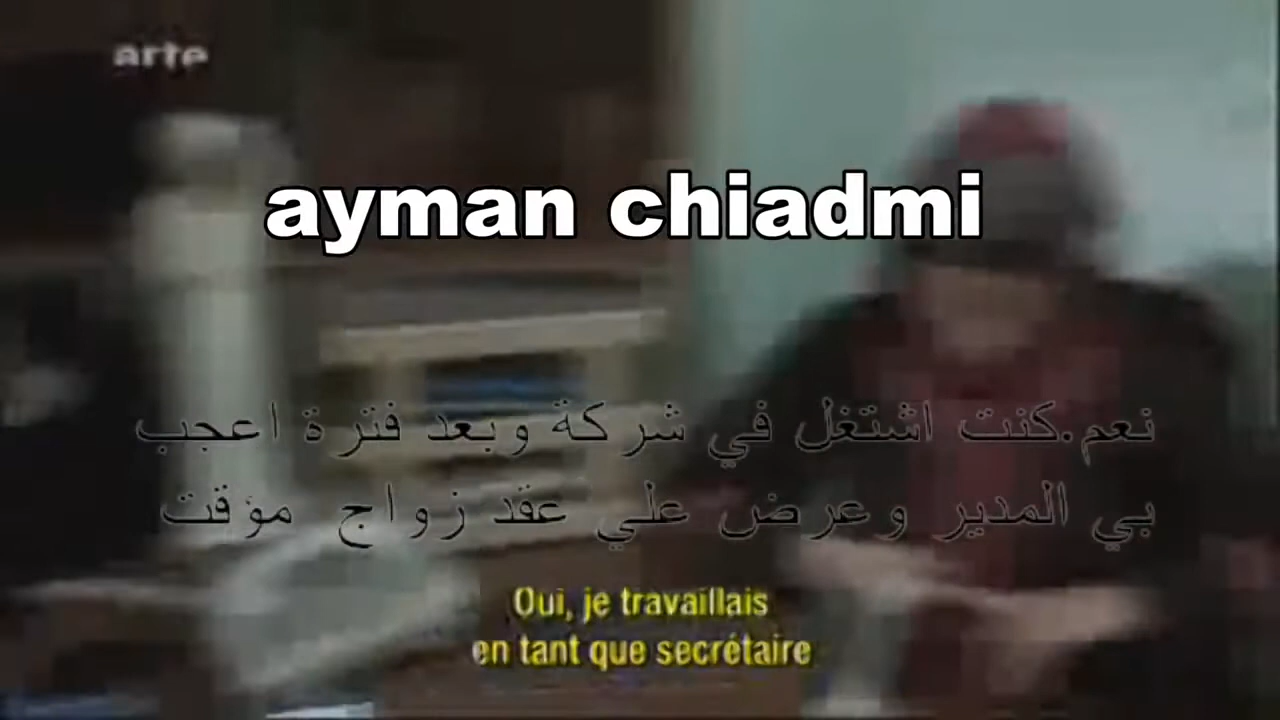 arte
ayman chiadmi
نعم.كنت اشتغل في شركة وبعد فترة اعجب
بي المدير وعرض علي عقد زواج مؤقت
Oui, je travaillais
en tant que secrétaire